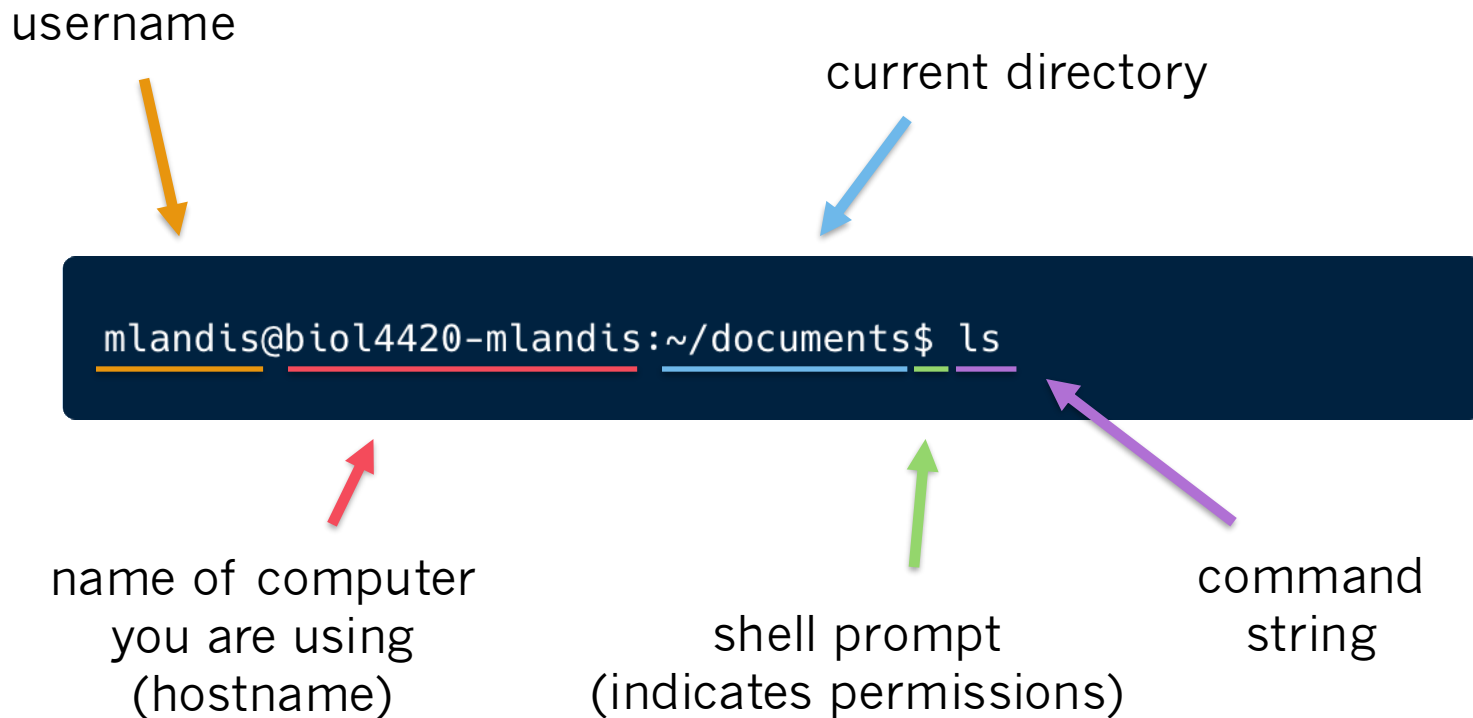 username
current directory
mlandis@biol4420-mlandis:~/documents$ ls
name of computer
you are using
(hostname)
shell prompt
(indicates permissions)
command
string